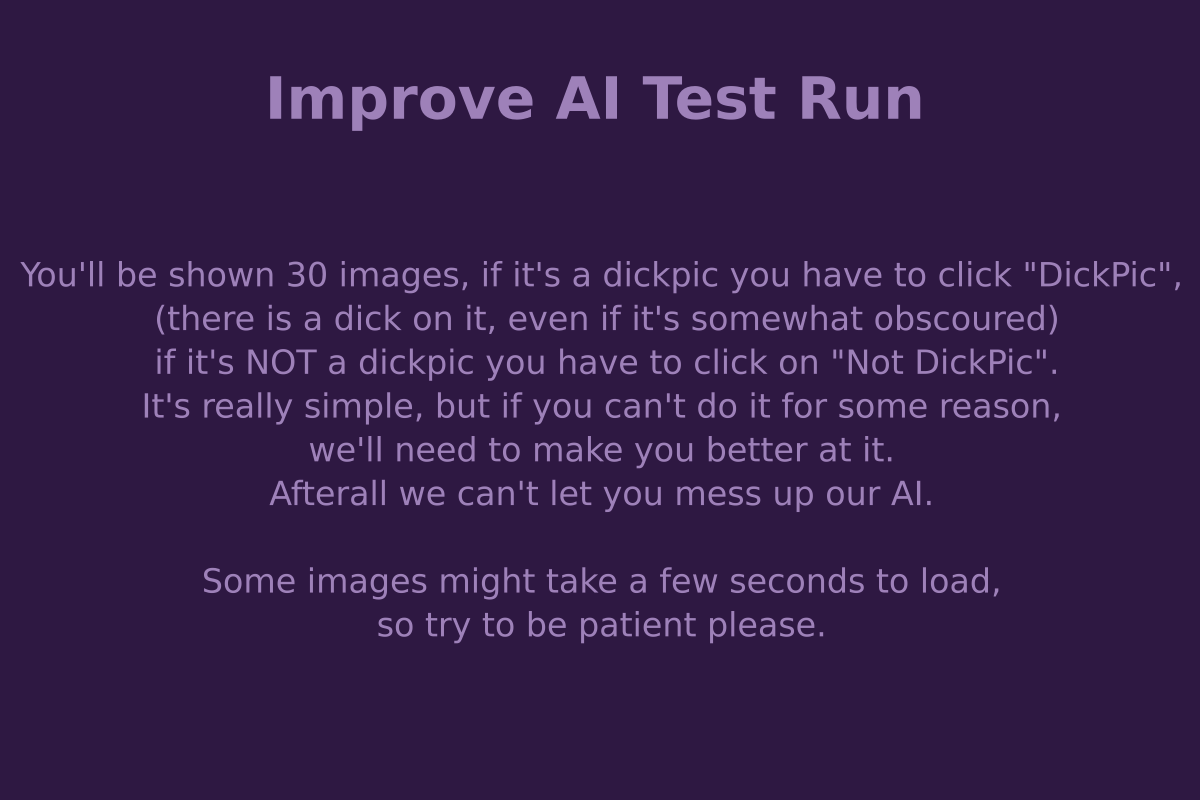 Improve AI Test Run
You'll be shown 30 images, if it's a dickpic you have to click "DickPic",
(there is a dick on it, even if it's somewhat obscoured)
if it's NOT a dickpic you have to click on "Not DickPic".
It's really simple, but if you can't do it for some reason,
we'll need to make you better at it.
Afterall we can't let you mess up our AI.
Some images might take a few seconds to load,
so try to be patient please.